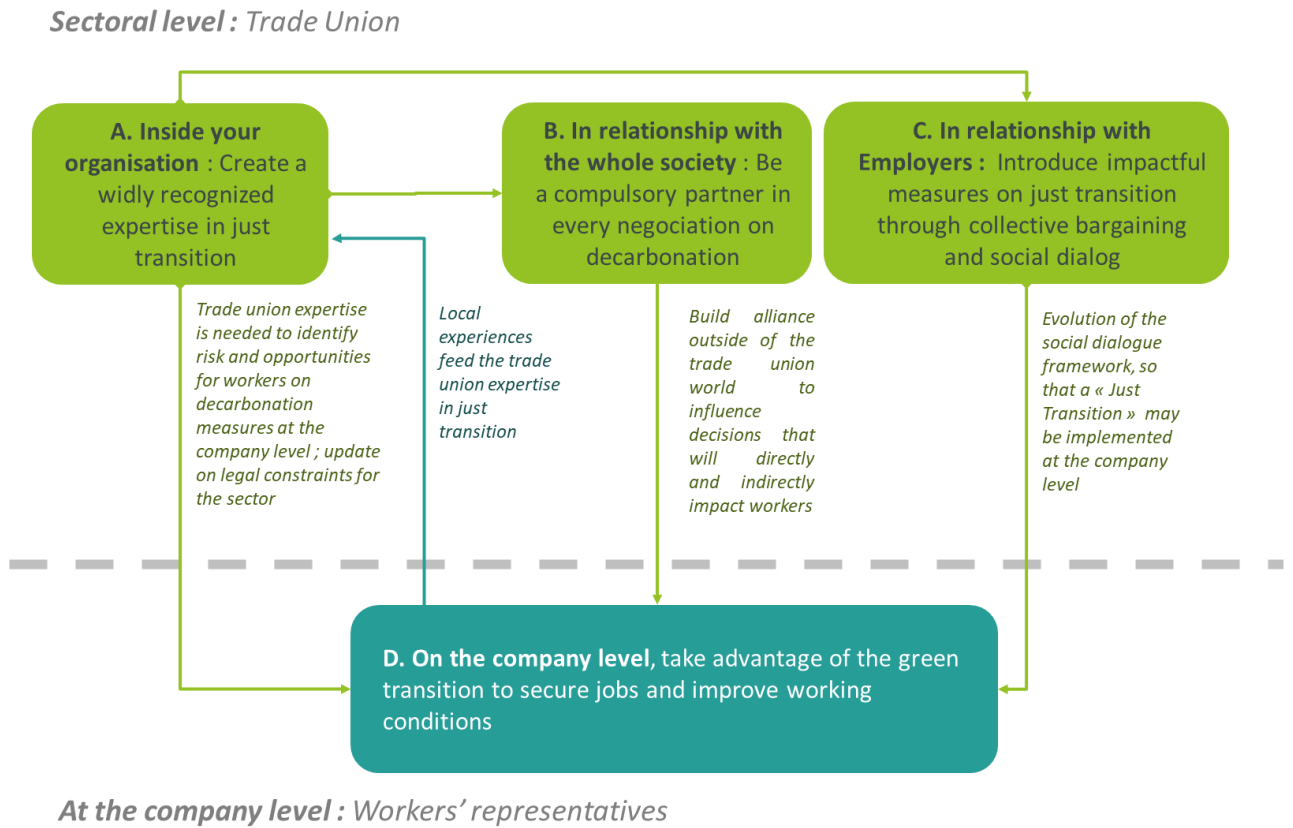 Sectoral level : Trade Union
A. Inside your
organisation : Create a
widly recognized
expertise in just
transition
B. In relationship with
the whole society : Be
a compulsory partner in
every negociation on
decarbonation
C. In relationship with
Employers : Introduce impactful
measures on just transition
through collective bargaining
and social dialog
Trade union expertise
is needed to identify
risk and opportunities
for workers on
decarbonation
measures at the
company level ; update
on legal constraints for
the sector
Local
experiences
feed the trade
union expertise
in just
transition
Build alliance
outside of the
trade union
world to
influence
decisions that
will directly
and indirectly
impact workers
Evolution of the
social dialogue
framework, so
that a « Just
Transition » may
be implemented
at the company
level
D. On the company level, take advantage of the green
transition to secure jobs and improve working
conditions
At the company level : Workers’ representatives